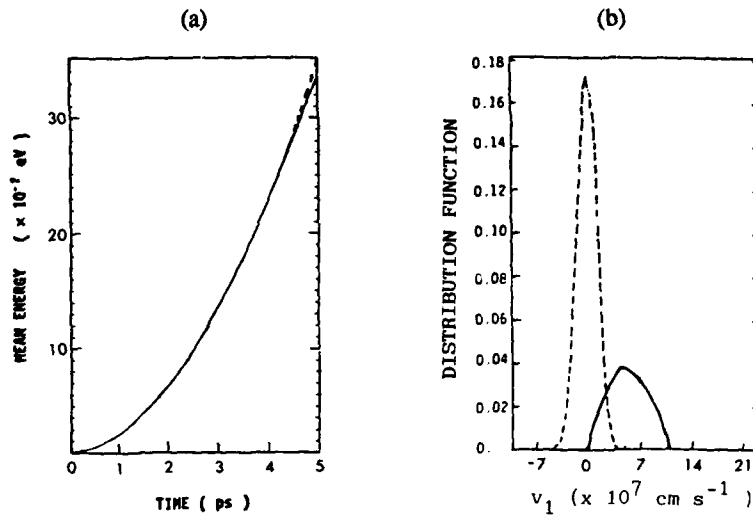 (a)
30
20
10
MEAN ENERGY ( × 10⁻² eV)
0 1 2 3 4 5
TIME ( ps )
(b)
0.18
0.16
0.14
0.12
0.10
0.08
0.06
0.04
0.02
0.
DISTRIBUTION FUNCTION
-7 0 7 14 21
v₁ (x 10⁷ cm s⁻¹)